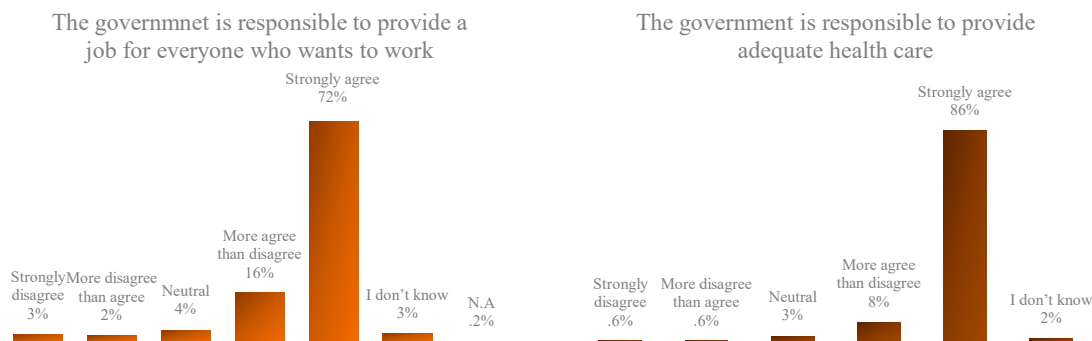 The governmnet is responsible to provide a
job for everyone who wants to work
Strongly agree
72%
More agree
than disagree
16%
Strongly
disagree
3%
More disagree
than agree
2%
Neutral
4%
I don't know
3%
N.A
.2%
The government is responsible to provide
adequate health care
Strongly agree
86%
More agree
than disagree
8%
Strongly
disagree
.6%
More disagree
than agree
.6%
Neutral
3%
I don't know
2%